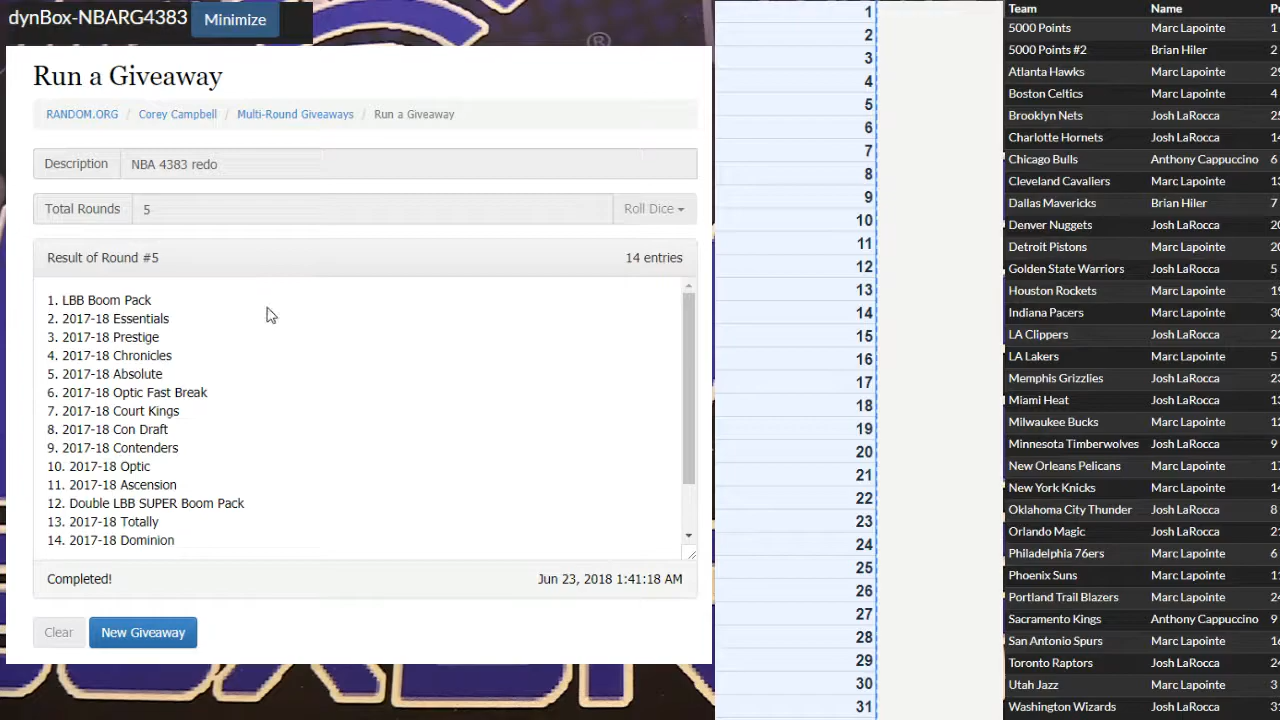 dynBox-NBARG4383 Minimize
Run a Giveaway
RANDOM.ORG / Corey Campbell / Multi-Round Giveaways / Run a Giveaway
Description NBA 4383 redo
Total Rounds 5 Roll Dice
Result of Round #5 14 entries
1. LBB Boom Pack
2. 2017-18 Essentials
3. 2017-18 Prestige
4. 2017-18 Chronicles
5. 2017-18 Absolute
6. 2017-18 Optic Fast Break
7. 2017-18 Court Kings
8. 2017-18 Con Draft
9. 2017-18 Contenders
10. 2017-18 Optic
11. 2017-18 Ascension
12. Double LBB SUPER Boom Pack
13. 2017-18 Totally
14. 2017-18 Dominion
Completed! Jun 23, 2018 1:41:18 AM
Clear New Giveaway
®
1
2
3
4
5
6
7
8
9
10
11
12
13
14
15
16
17
18
19
20
21
22
23
24
25
26
27
28
29
30
31
Team Name
5000 Points Marc Lapointe 1
5000 Points #2 Brian Hiler 2
Atlanta Hawks Marc Lapointe 29
Boston Celtics Marc Lapointe 4
Brooklyn Nets Josh LaRocca
Charlotte Hornets Josh LaRocca
Chicago Bulls Anthony Cappuccino 6
Cleveland Cavaliers Marc Lapointe
Dallas Mavericks Brian Hiler 7
Denver Nuggets Josh LaRocca
Detroit Pistons Marc Lapointe
Golden State Warriors Josh LaRocca 5
Houston Rockets Marc Lapointe
Indiana Pacers Marc Lapointe
LA Clippers Josh LaRocca
LA Lakers Marc Lapointe 5
Memphis Grizzlies Josh LaRocca
Miami Heat Josh LaRocca
Milwaukee Bucks Marc Lapointe
Minnesota Timberwolves Josh LaRocca 9
New Orleans Pelicans Marc Lapointe
New York Knicks Marc Lapointe
Oklahoma City Thunder Josh LaRocca 8
Orlando Magic Josh LaRocca
Philadelphia 76ers Marc Lapointe 6
Phoenix Suns Marc Lapointe
Portland Trail Blazers Marc Lapointe
Sacramento Kings Anthony Cappuccino 9
San Antonio Spurs Marc Lapointe
Toronto Raptors Josh LaRocca
Utah Jazz Marc Lapointe 3
Washington Wizards Josh LaRocca